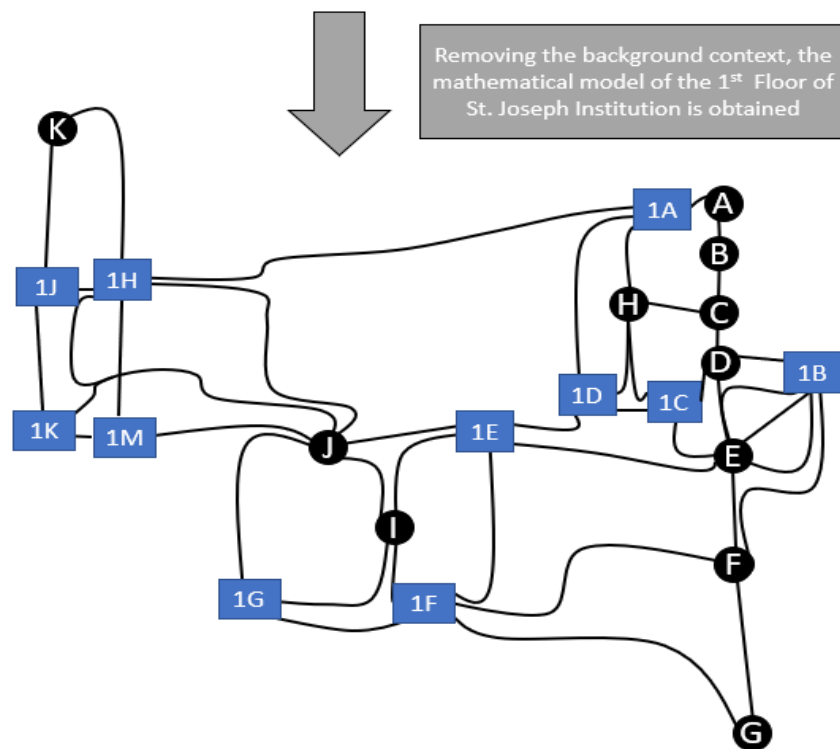 Removing the background context, the
mathematical model of the 1st Floor of
St. Joseph Institution is obtained
K
1A
A
B
1J
1H
H
C
D
1B
1D
1C
1K
1M
J
1E
E
I
F
1G
1F
G